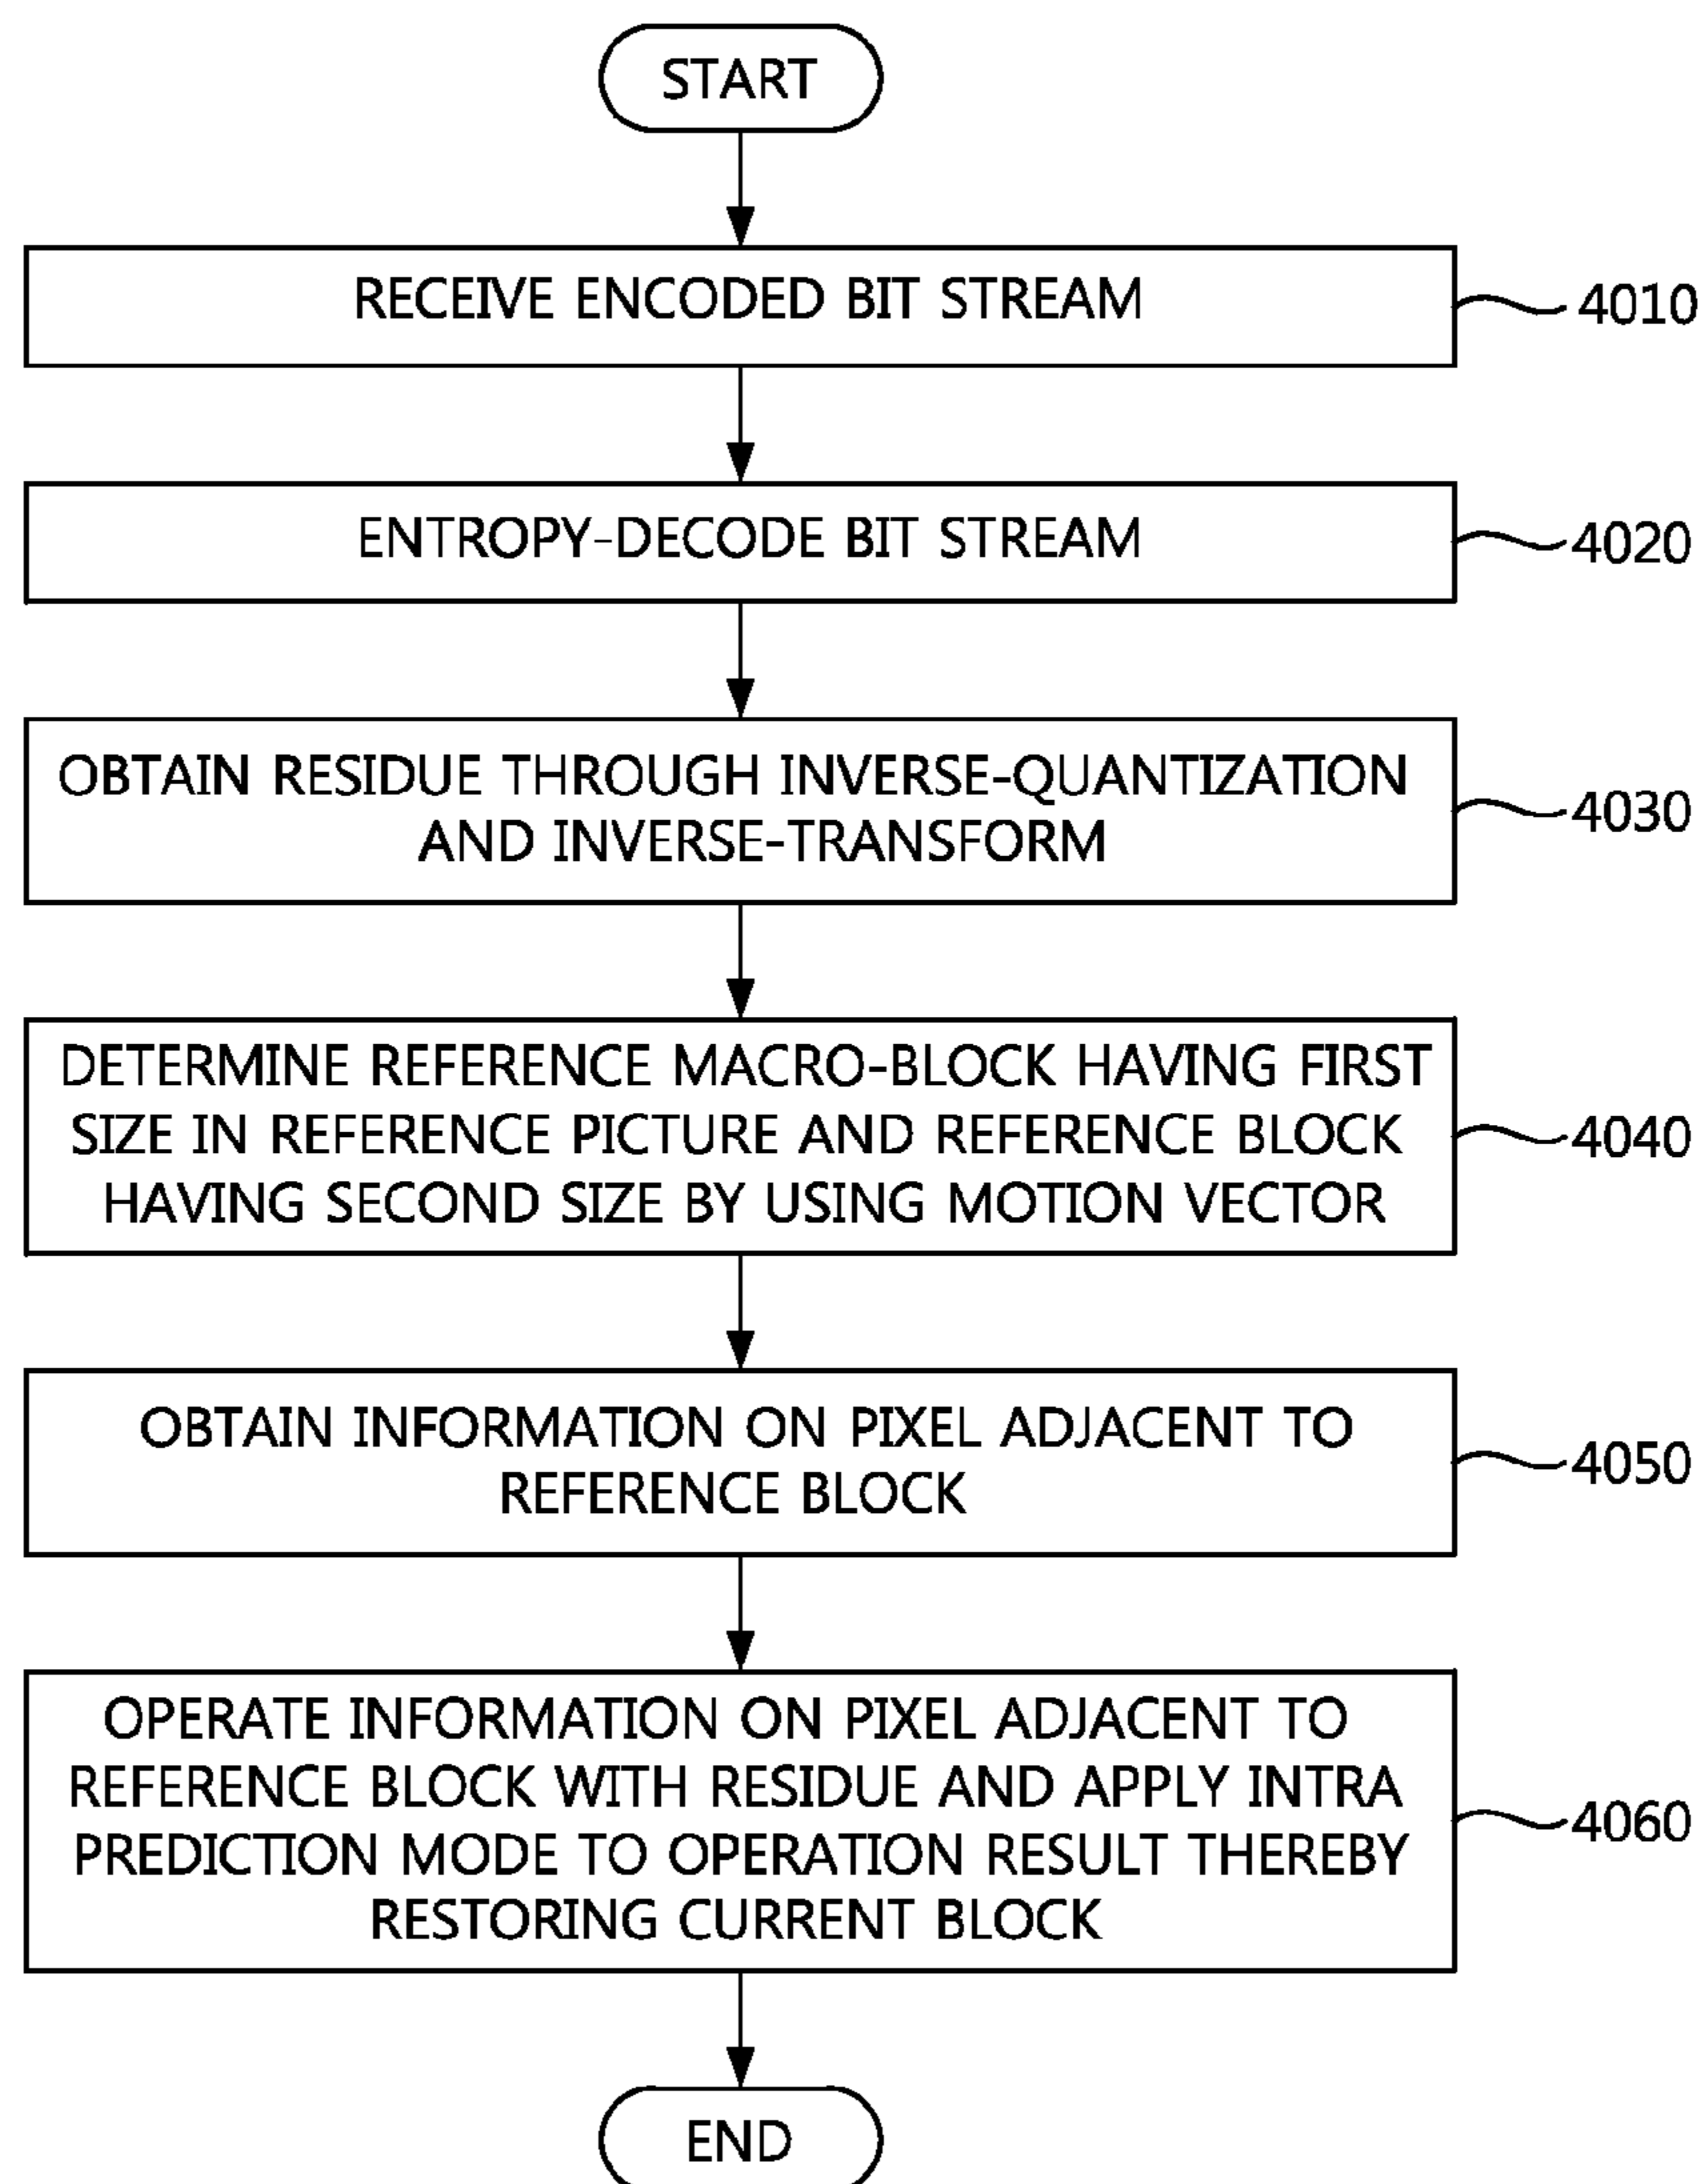 START
RECEIVE ENCODED BIT STREAM
4010
ENTROPY-DECODE BIT STREAM
4020
OBTAIN RESIDUE THROUGH INVERSE-QUANTIZATION
AND INVERSE-TRANSFORM
4030
DETERMINE REFERENCE MACRO-BLOCK HAVING FIRST
SIZE IN REFERENCE PICTURE AND REFERENCE BLOCK
HAVING SECOND SIZE BY USING MOTION VECTOR
4040
OBTAIN INFORMATION ON PIXEL ADJACENT TO
REFERENCE BLOCK
4050
OPERATE INFORMATION ON PIXEL ADJACENT TO
REFERENCE BLOCK WITH RESIDUE AND APPLY INTRA
PREDICTION MODE TO OPERATION RESULT THEREBY
RESTORING CURRENT BLOCK
4060
END